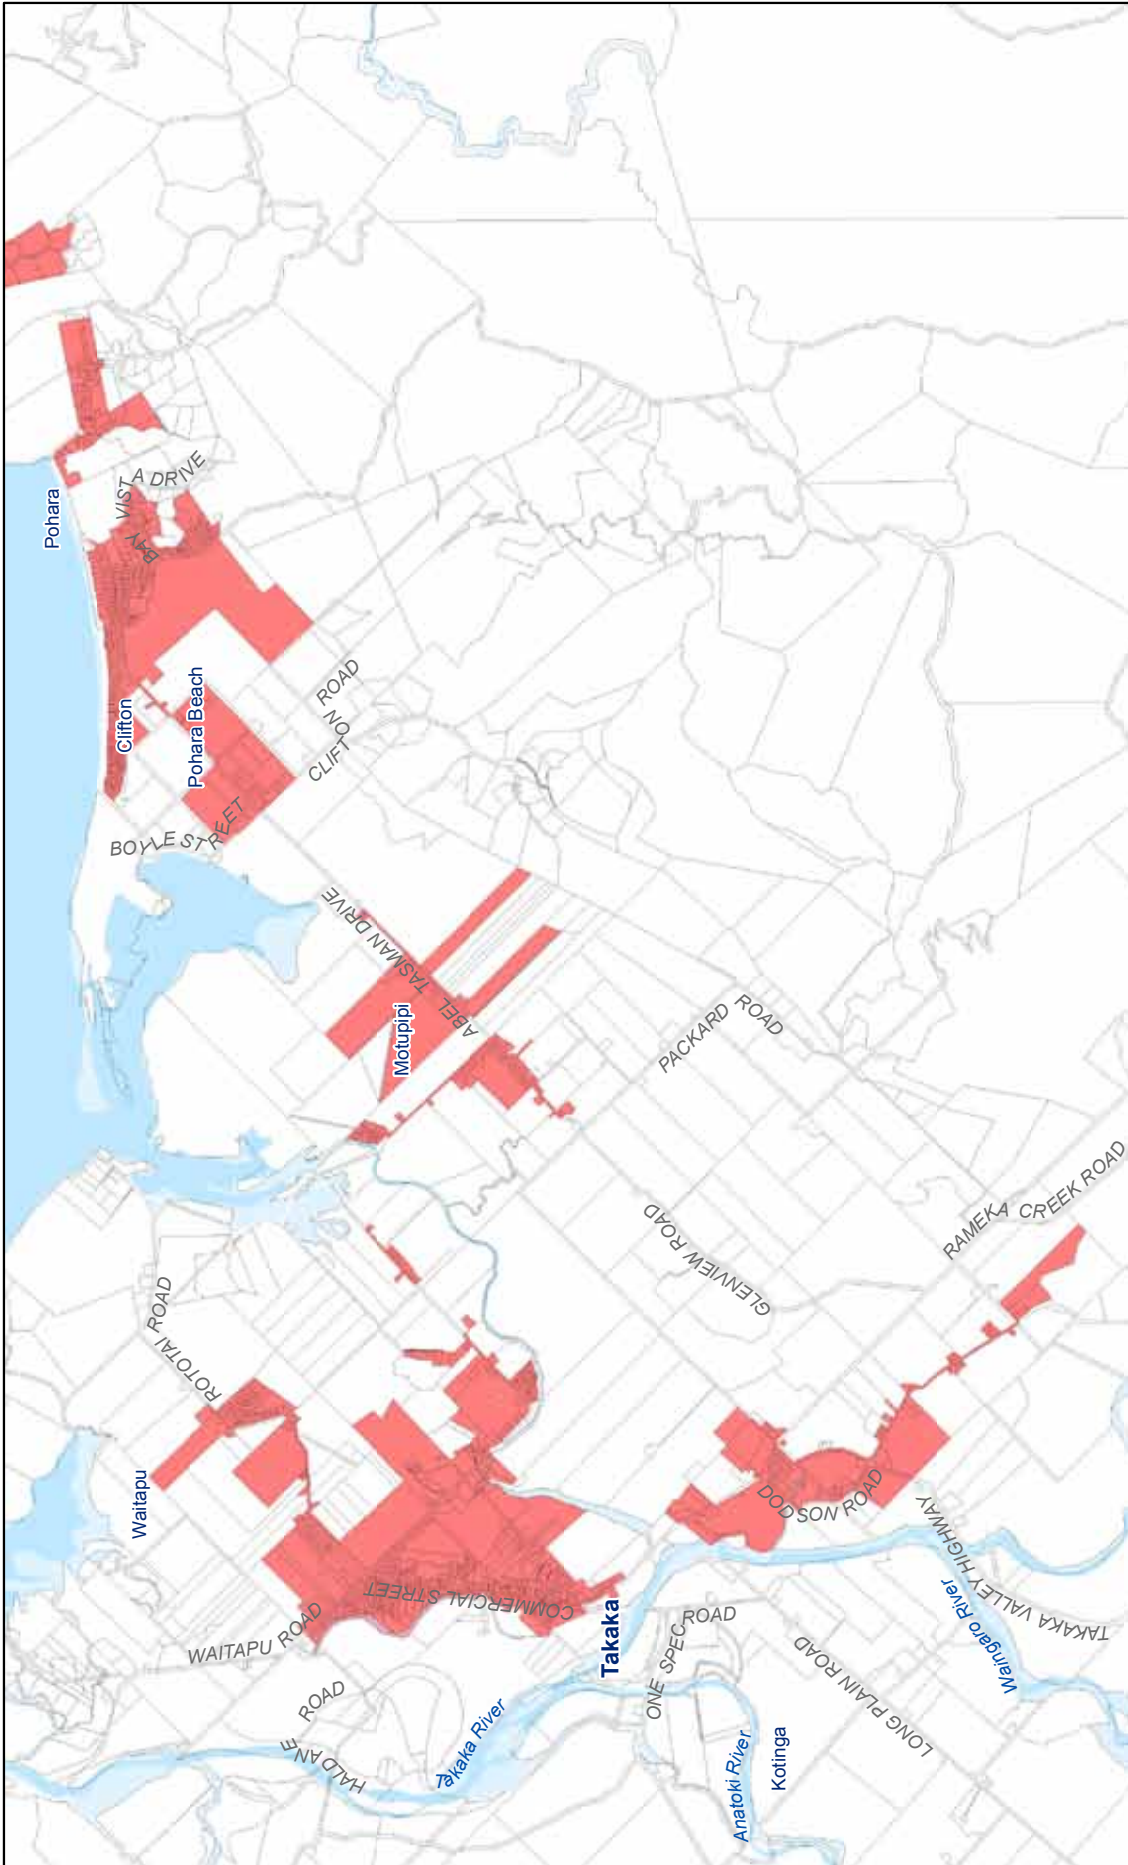 Pohara
BAY VISTA DRIVE
Clifton
Pohara Beach
CLIFTON ROAD
BOYLE STREET
ABEL TASMAN DRIVE
Motupipi
PACKARD ROAD
RAMEKA CREEK ROAD
GLENVIEW ROAD
ROTOTAI ROAD
Waitapu
DODSON ROAD
TAKAKA VALLEY HIGHWAY
COMMERCIAL STREET
WAITAPU ROAD
Takaka
ONE SPEC ROAD
LONG PLAIN ROAD
Waingaro River
HALDANE ROAD
Takaka River
Anatoki River
Kotinga